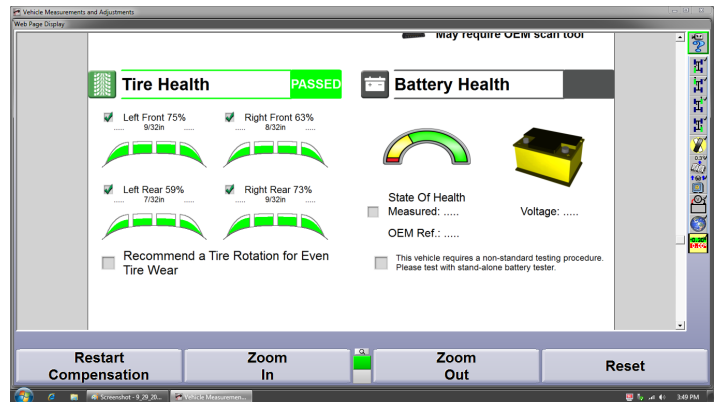 Vehicle Measurements and Adjustments
Web Page Display
May require OEM scan tool
Tire Health
PASSED
Battery Health
Left Front 75%
9/32in
.....
.....
Right Front 63%
8/32in
.....
.....
Left Rear 59%
7/32in
.....
.....
Right Rear 73%
9/32in
.....
.....
Recommend a Tire Rotation for Even
Tire Wear
State Of Health
Measured: .....
OEM Ref.: .....
Voltage: .....
This vehicle requires a non-standard testing procedure.
Please test with stand-alone battery tester.
Restart
Compensation
Zoom
In
Zoom
Out
Reset
Screenshot - 9_29_20...
Vehicle Measuremen...
3:49 PM